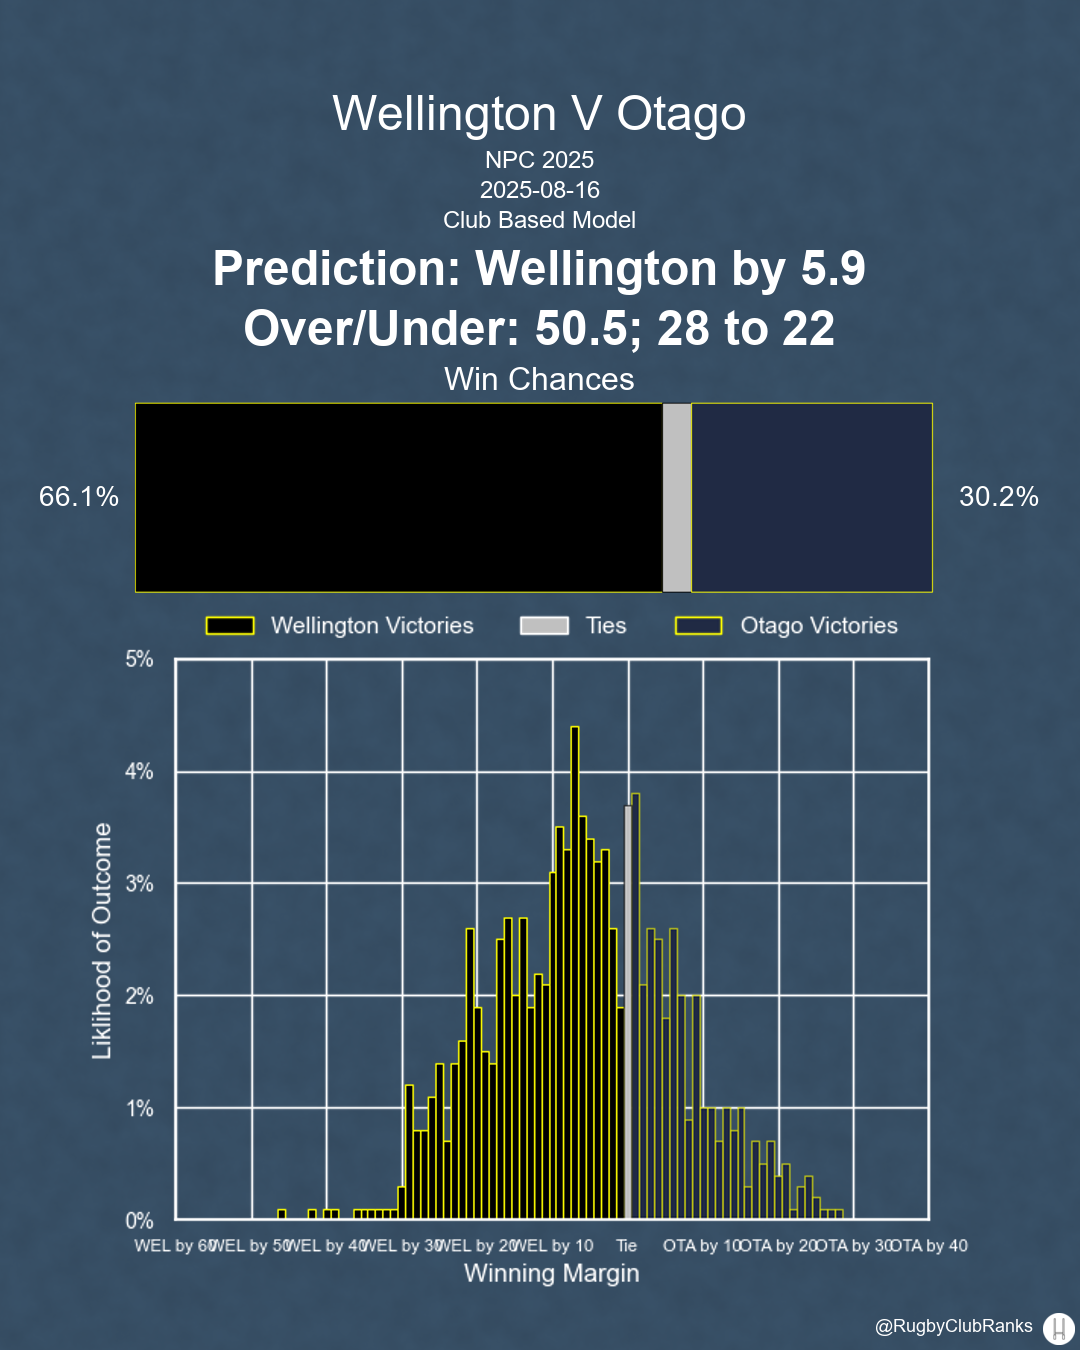 Wellington V Otago
NPC 2025
2025-08-16
Club Based Model
Prediction: Wellington by 5.9
Over/Under: 50.5; 28 to 22
Win Chances
66.1%
30.2%
Wellington Victories
Ties
Otago Victories
5%
4%
3%
2%
1%
0%
Liklihood of Outcome
WEL by 60
WEL by 50
WEL by 40
WEL by 30
WEL by 20
WEL by 10
Tie
OTA by 10
OTA by 20
OTA by 30
OTA by 40
Winning Margin
@RugbyClubRanks